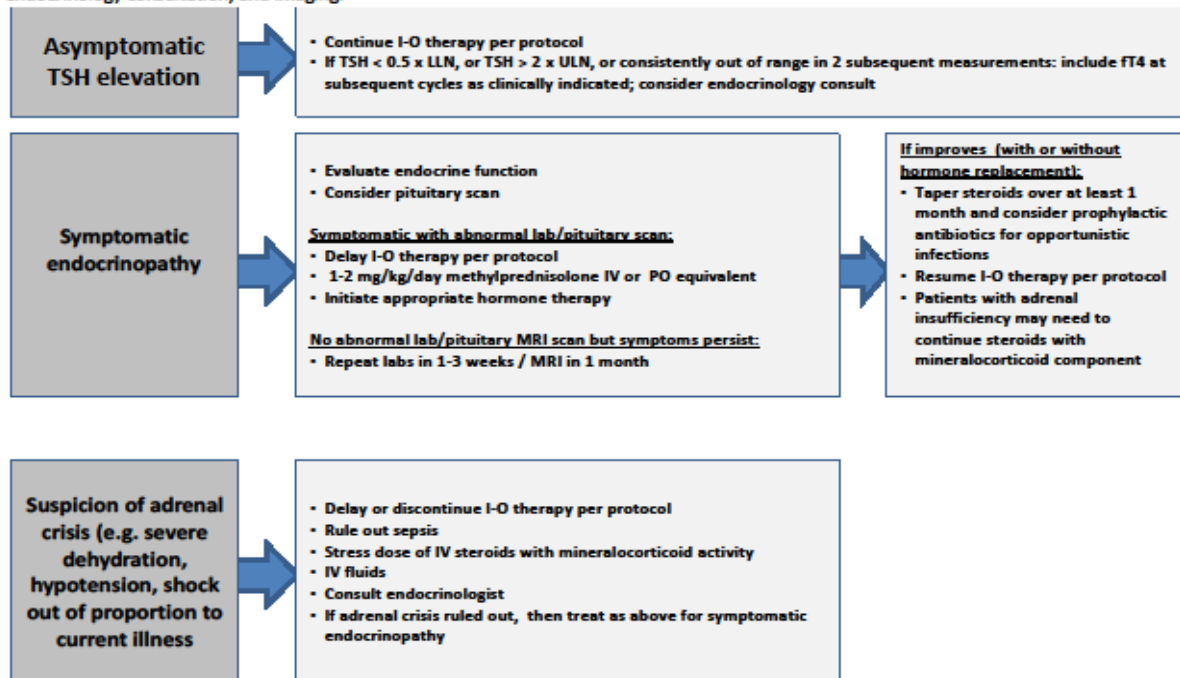 Asymptomatic
TSH elevation
• Continue I-O therapy per protocol
• If TSH < 0.5 x LLN, or TSH > 2 x ULN, or consistently out of range in 2 subsequent measurements: include fT4 at
subsequent cycles as clinically indicated; consider endocrinology consult
Symptomatic
endocrinopathy
• Evaluate endocrine function
• Consider pituitary scan
Symptomatic with abnormal lab/pituitary scan:
• Delay I-O therapy per protocol
• 1-2 mg/kg/day methylprednisolone IV or PO equivalent
• Initiate appropriate hormone therapy
No abnormal lab/pituitary MRI scan but symptoms persist:
• Repeat labs in 1-3 weeks / MRI in 1 month
If improves (with or without
hormone replacement):
• Taper steroids over at least 1
month and consider prophylactic
antibiotics for opportunistic
infections
• Resume I-O therapy per protocol
• Patients with adrenal
insufficiency may need to
continue steroids with
mineralocorticoid component
Suspicion of adrenal
crisis (e.g. severe
dehydration,
hypotension, shock
out of proportion to
current illness
• Delay or discontinue I-O therapy per protocol
• Rule out sepsis
• Stress dose of IV steroids with mineralocorticoid activity
• IV fluids
• Consult endocrinologist
• If adrenal crisis ruled out, then treat as above for symptomatic
endocrinopathy